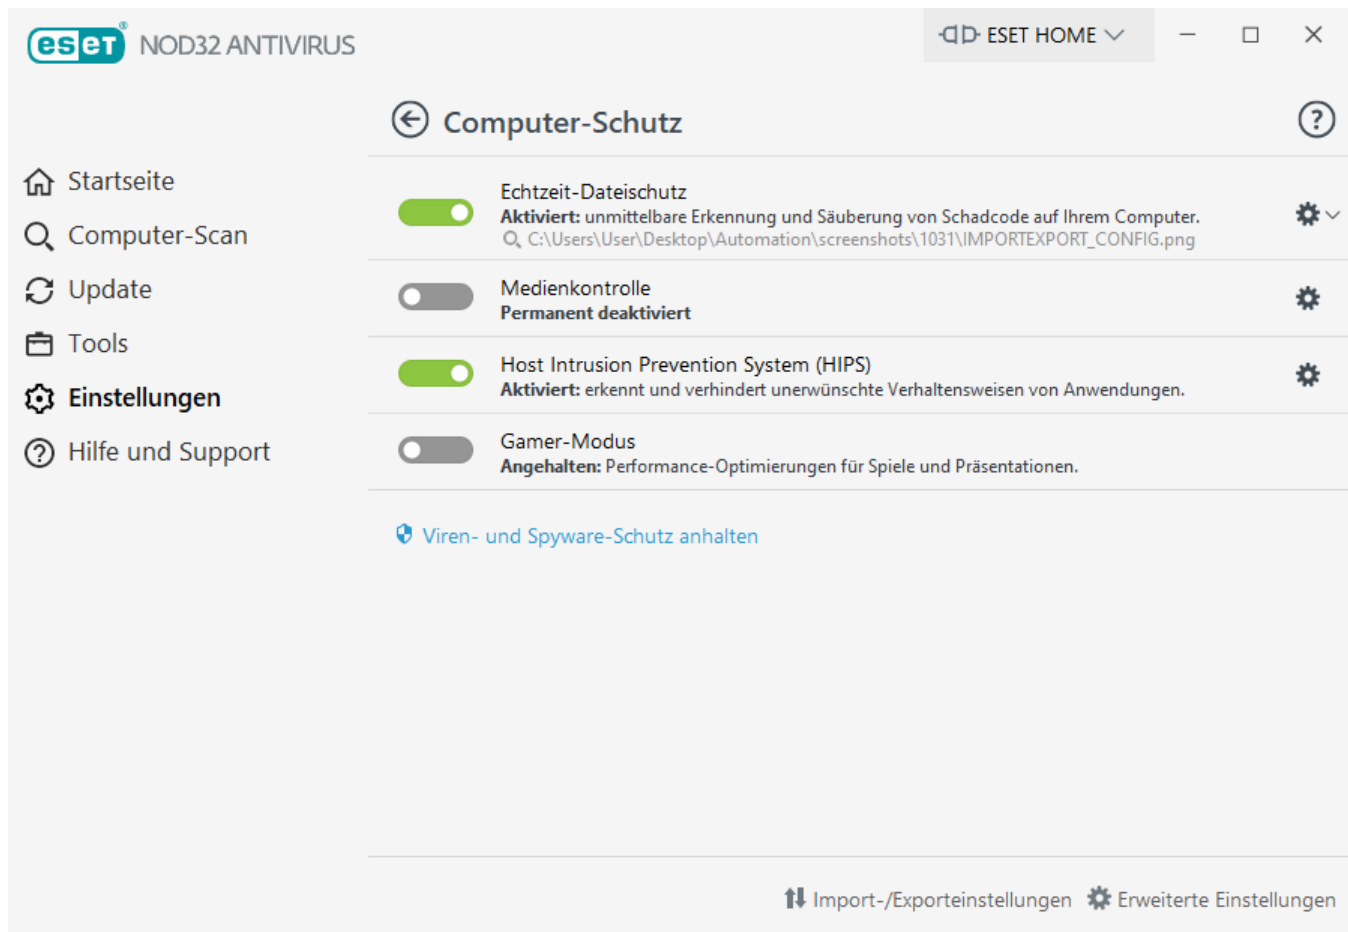 eset® NOD32 ANTIVIRUS
ESET HOME
Computer-Schutz
Startseite
Computer-Scan
Update
Tools
Einstellungen
Hilfe und Support
Echtzeit-Dateischutz
Aktiviert: unmittelbare Erkennung und Säuberung von Schadcode auf Ihrem Computer.
C:\Users\User\Desktop\Automation\screenshots\1031\IMPORTEXPORT_CONFIG.png
Medienkontrolle
Permanent deaktiviert
Host Intrusion Prevention System (HIPS)
Aktiviert: erkennt und verhindert unerwünschte Verhaltensweisen von Anwendungen.
Gamer-Modus
Angehalten: Performance-Optimierungen für Spiele und Präsentationen.
Viren- und Spyware-Schutz anhalten
Import-/Exporteinstellungen Erweiterte Einstellungen